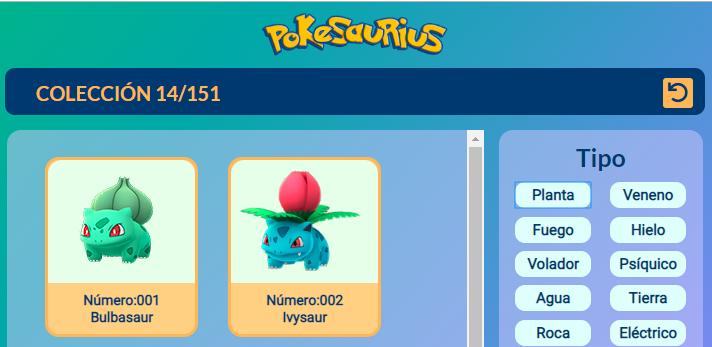 PoKeSauRiuS
COLECCIÓN 14/151
Número:001
Bulbasaur
Número:002
Ivysaur
Tipo
Planta
Veneno
Fuego
Hielo
Volador
Psíquico
Agua
Tierra
Roca
Eléctrico